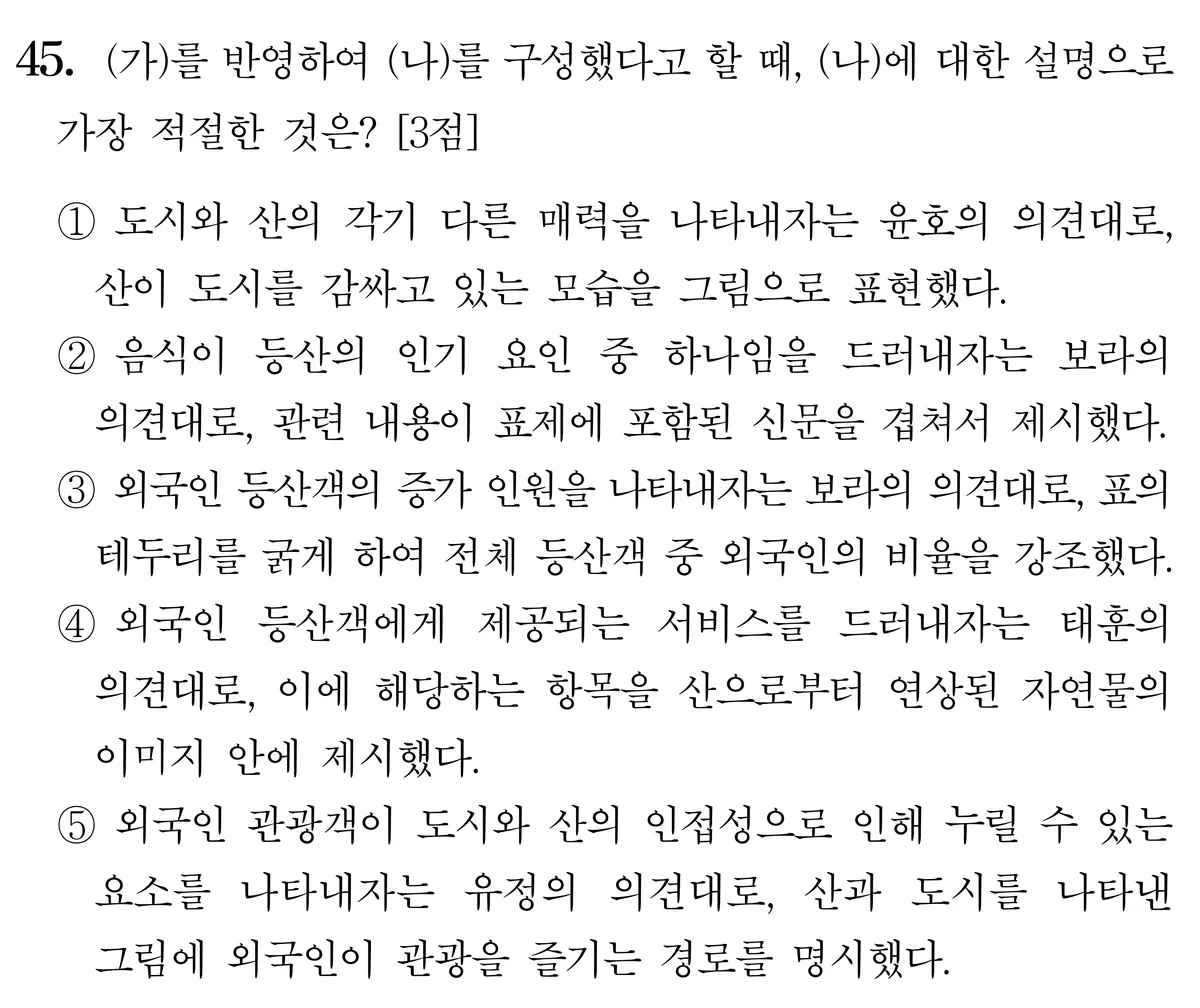 45. (가)를 반영하여 (나)를 구성했다고 할 때, (나)에 대한 설명으로
가장 적절한 것은? [3점]
① 도시와 산의 각기 다른 매력을 나타내자는 윤호의 의견대로,
산이 도시를 감싸고 있는 모습을 그림으로 표현했다.
② 음식이 등산의 인기 요인 중 하나임을 드러내자는 보라의
의견대로, 관련 내용이 표제에 포함된 신문을 겹쳐서 제시했다.
③ 외국인 등산객의 증가 인원을 나타내자는 보라의 의견대로, 표의
테두리를 굵게 하여 전체 등산객 중 외국인의 비율을 강조했다.
④ 외국인 등산객에게 제공되는 서비스를 드러내자는 태훈의
의견대로, 이에 해당하는 항목을 산으로부터 연상된 자연물의
이미지 안에 제시했다.
⑤ 외국인 관광객이 도시와 산의 인접성으로 인해 누릴 수 있는
요소를 나타내자는 유정의 의견대로, 산과 도시를 나타낸
그림에 외국인이 관광을 즐기는 경로를 명시했다.